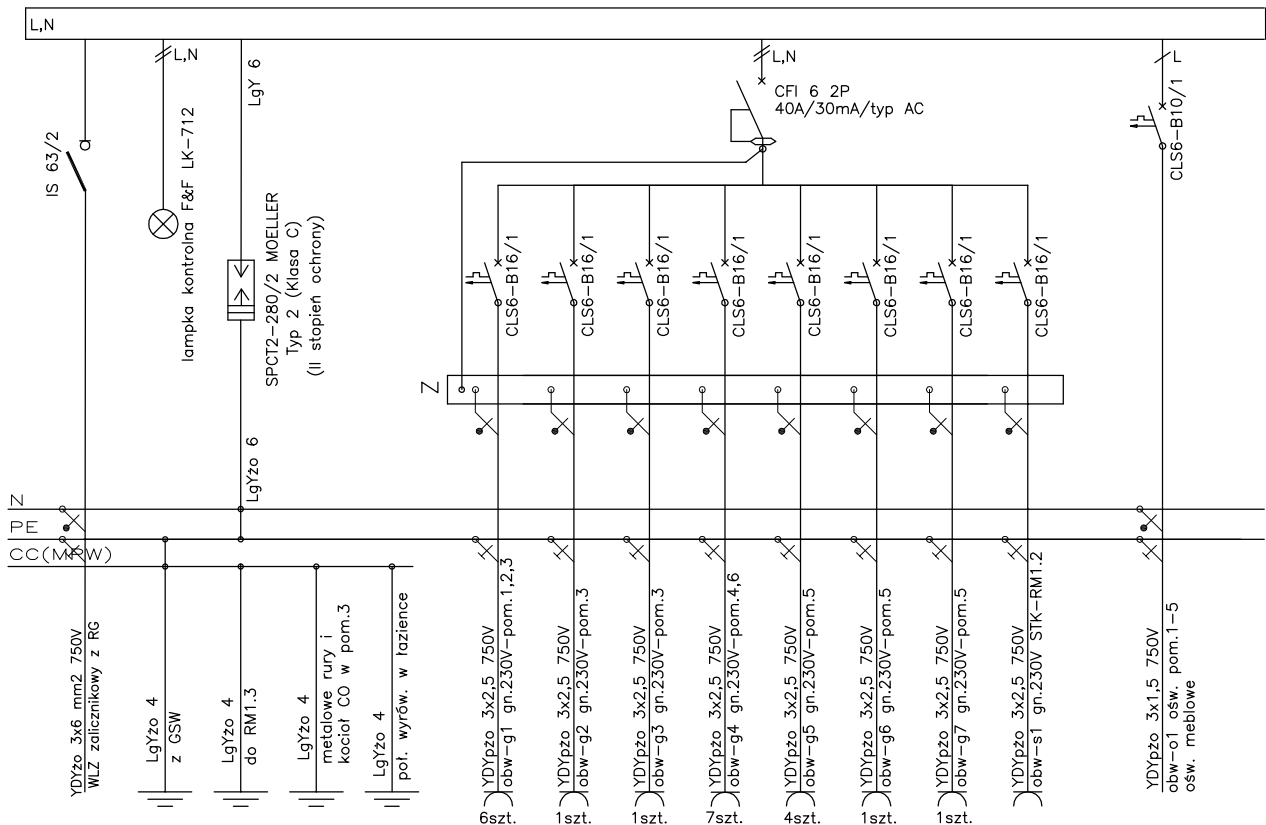 L,N
IS 63/2
L,N
lampka kontrolna F&F LK-712
LgY 6
SPCT2-280/2 MOELLER
Typ 2 (Klasa C)
(II stopień ochrony)
LgYżo 6
L,N
CFI 6 2P
40A/30mA/typ AC
L
CLS6-B10/1
CLS6-B16/1
CLS6-B16/1
CLS6-B16/1
CLS6-B16/1
CLS6-B16/1
CLS6-B16/1
CLS6-B16/1
CLS6-B16/1
Z
N
PE
CC(MPW)
YDYżo 3x6 mm2 750V
WLZ zalicznikowy z RG
LgYżo 4
z GSW
LgYżo 4
do RM1.3
LgYżo 4
metalowe rury i
kocioł CO w pom.3
LgYżo 4
poł. wyrów. w łazience
YDYpżo 3x2,5 750V
obw-g1 gn.230V-pom.1,2,3
YDYpżo 3x2,5 750V
obw-g2 gn.230V-pom.3
YDYpżo 3x2,5 750V
obw-g3 gn.230V-pom.3
YDYpżo 3x2,5 750V
obw-g4 gn.230V-pom.4,6
YDYpżo 3x2,5 750V
obw-g5 gn.230V-pom.5
YDYpżo 3x2,5 750V
obw-g6 gn.230V-pom.5
YDYpżo 3x2,5 750V
obw-g7 gn.230V-pom.5
YDYpżo 3x2,5 750V
obw-s1 gn.230V STK-RM1.2
YDYpżo 3x1,5 750V
obw-o1 ośw. pom.1-5
ośw. meblowe
6szt.
1szt.
1szt.
7szt.
4szt.
1szt.
1szt.